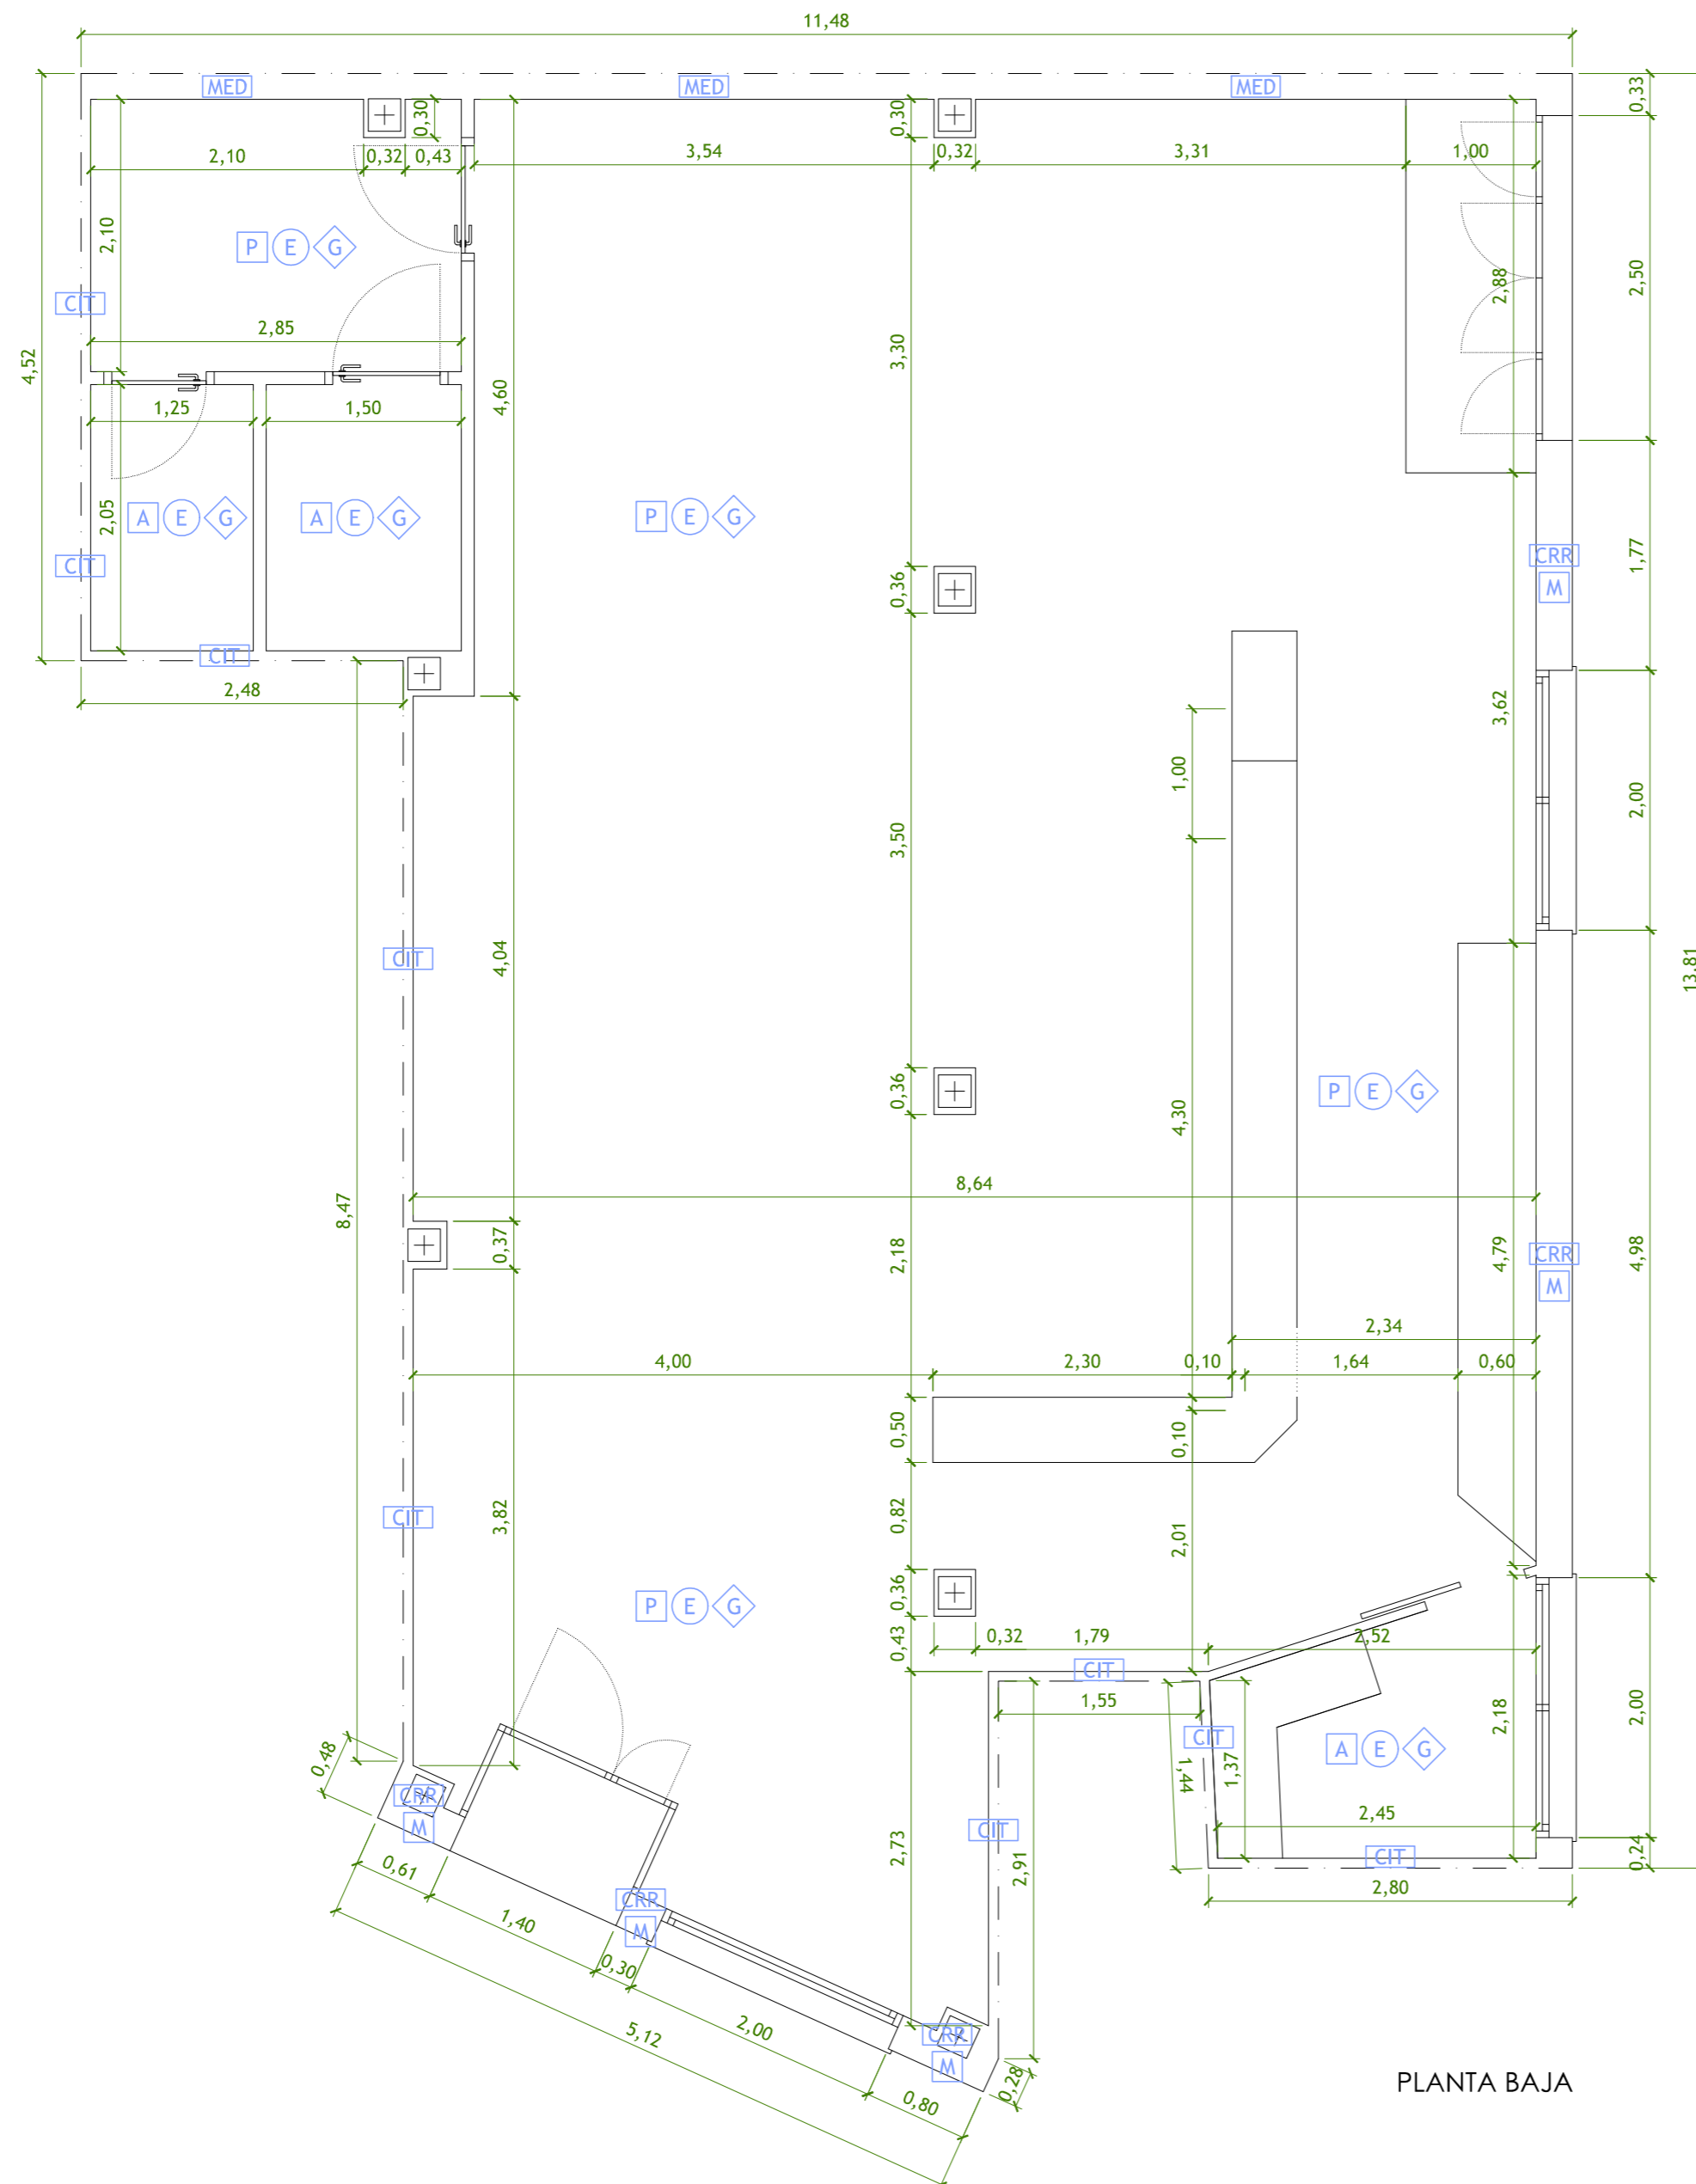 11,48
MED
MED
MED
0,33
0,30
0,30
2,10
0,32
0,43
3,54
0,32
3,31
1,00
2,10
P E G
2,88
2,50
CIT
2,85
4,52
3,30
4,60
1,25
1,50
2,05
A E G
A E G
P E G
CIT
CRR
M
1,77
0,36
CIT
2,48
3,62
1,00
2,00
3,50
CIT
4,04
13,81
0,36
4,30
P E G
8,64
8,47
0,37
2,18
4,79
CRR
M
4,98
2,34
4,00
2,30
0,10
1,64
0,60
0,50
0,10
CIT
3,82
0,82
2,01
0,36
P E G
0,43
0,32
1,79
2,52
CIT
1,55
2,18
2,00
CIT
A E G
0,48
1,44
1,37
CRR
M
2,45
2,73
CIT
CIT
0,24
0,61
2,91
2,80
CRR
M
1,40
0,30
2,00
5,12
CRR
M
0,28
0,80
PLANTA BAJA